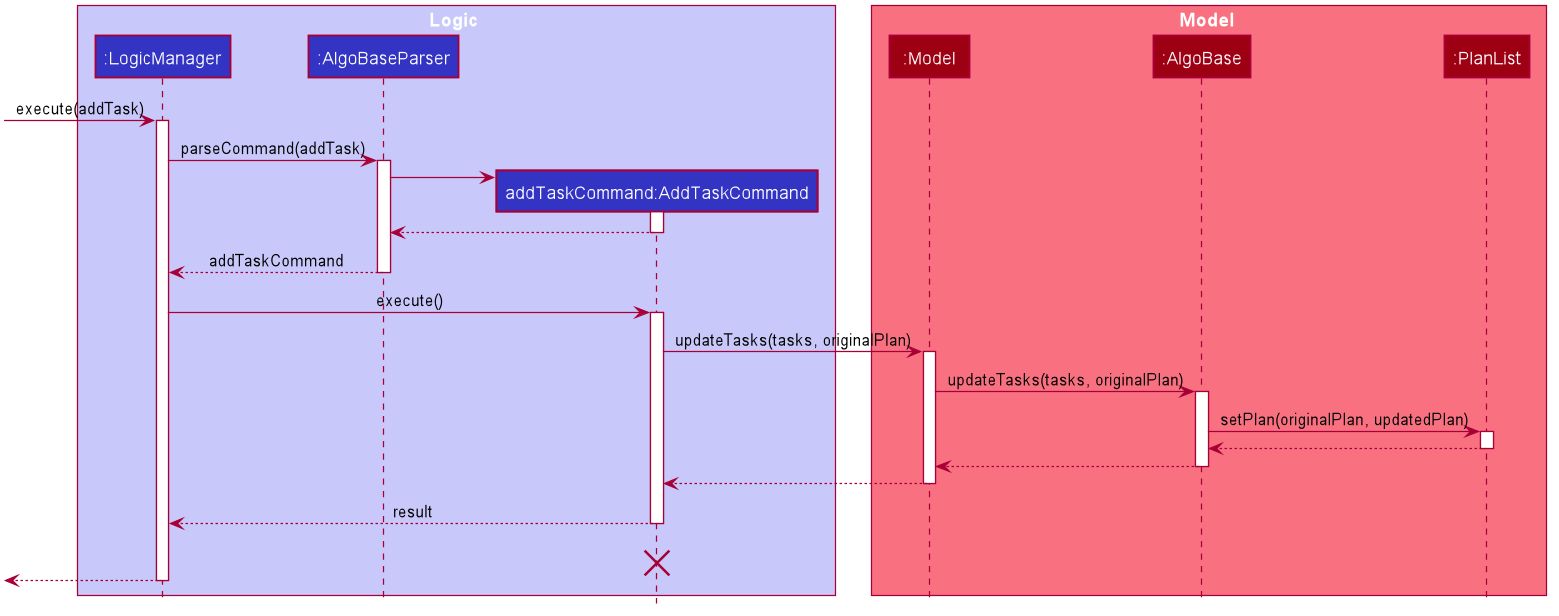 Logic
Model
:LogicManager
:AlgoBaseParser
:Model
:AlgoBase
:PlanList
execute(addTask)
parseCommand(addTask)
addTaskCommand:AddTaskCommand
addTaskCommand
execute()
updateTasks(tasks, originalPlan)
updateTasks(tasks, originalPlan)
setPlan(originalPlan, updatedPlan)
result